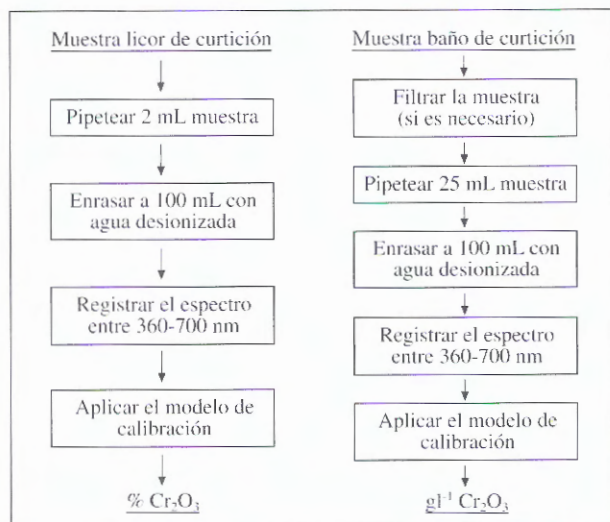 Muestra licor de curtición
Pipetear 2 mL muestra
Enrasar a 100 mL con
agua desionizada
Registrar el espectro
entre 360-700 nm
Aplicar el modelo de
calibración
% Cr₂O₃
Muestra baño de curtición
Filtrar la muestra
(si es necesario)
Pipetear 25 mL muestra
Enrasar a 100 mL con
agua desionizada
Registrar el espectro
entre 360-700 nm
Aplicar el modelo de
calibración
gl⁻¹ Cr₂O₃